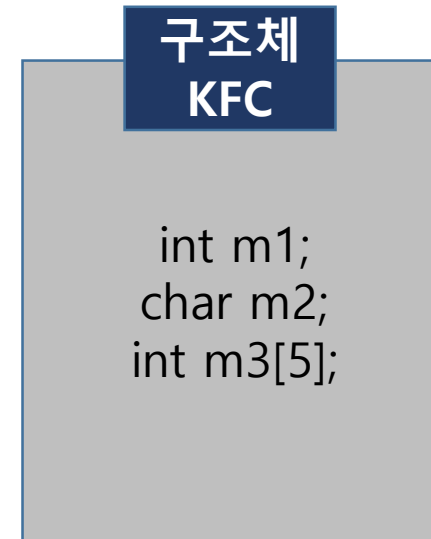 구조체
KFC
int m1;
char m2;
int m3[5];